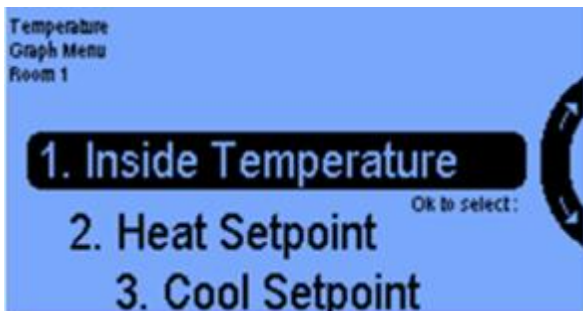 Temperature
Graph Menu
Room 1
1. Inside Temperature
Ok to select:
2. Heat Setpoint
3. Cool Setpoint